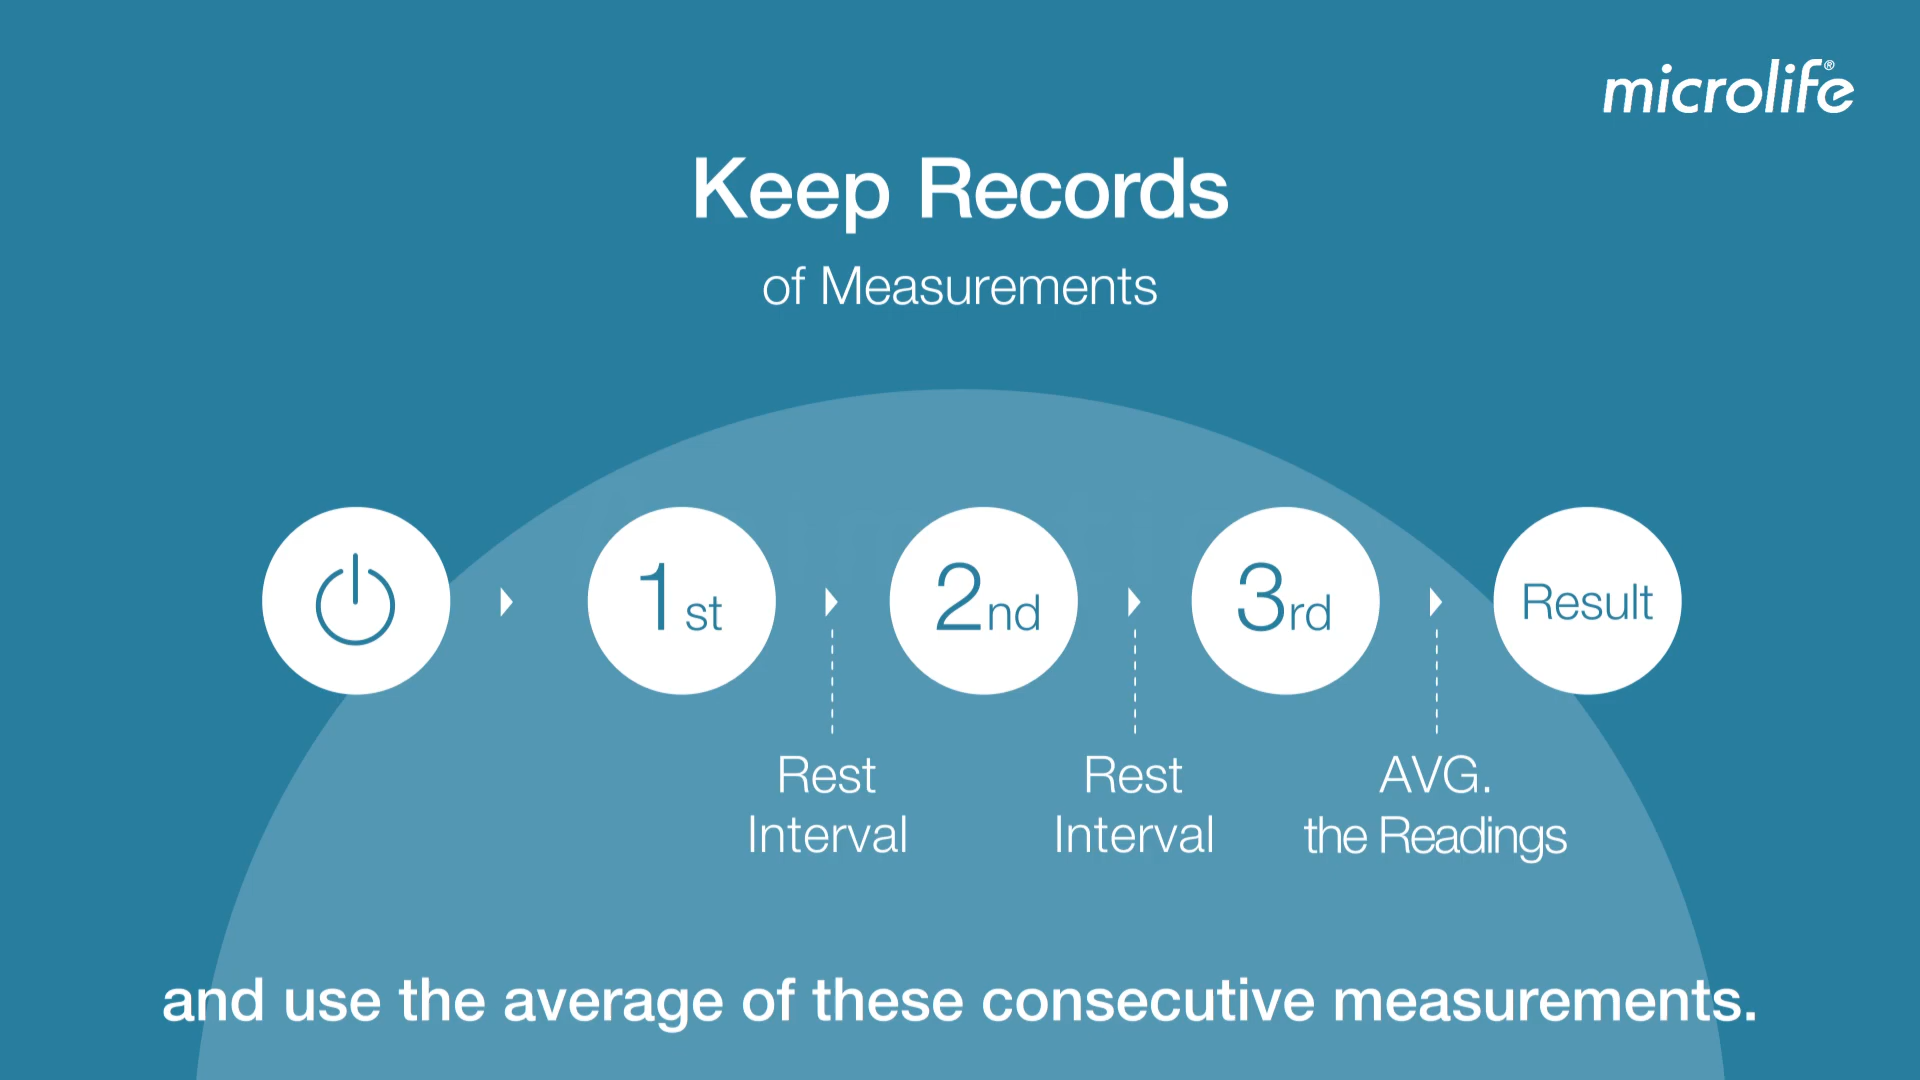 microlife®
Keep Records
of Measurements
1st
2nd
3rd
Result
Rest
Interval
Rest
Interval
AVG.
the Readings
and use the average of these consecutive measurements.